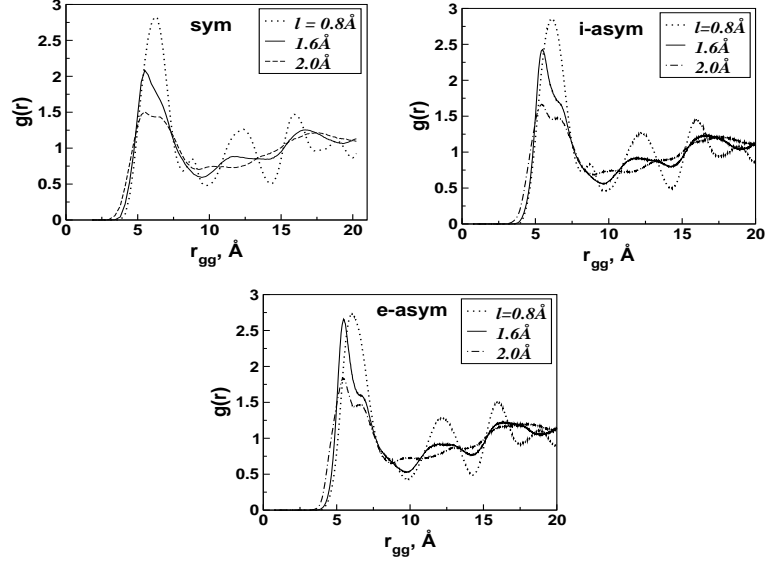 sym
l = 0.8Å
1.6Å
2.0Å
g(r)
3
2.5
2
1.5
1
0.5
0
0 5 10 15 20
r_gg, Å
i-asym
l=0.8Å
1.6Å
2.0Å
g(r)
3
2.5
2
1.5
1
0.5
0
0 5 10 15 20
r_gg, Å
e-asym
l=0.8Å
1.6Å
2.0Å
g(r)
3
2.5
2
1.5
1
0.5
0
0 5 10 15 20
r_gg, Å